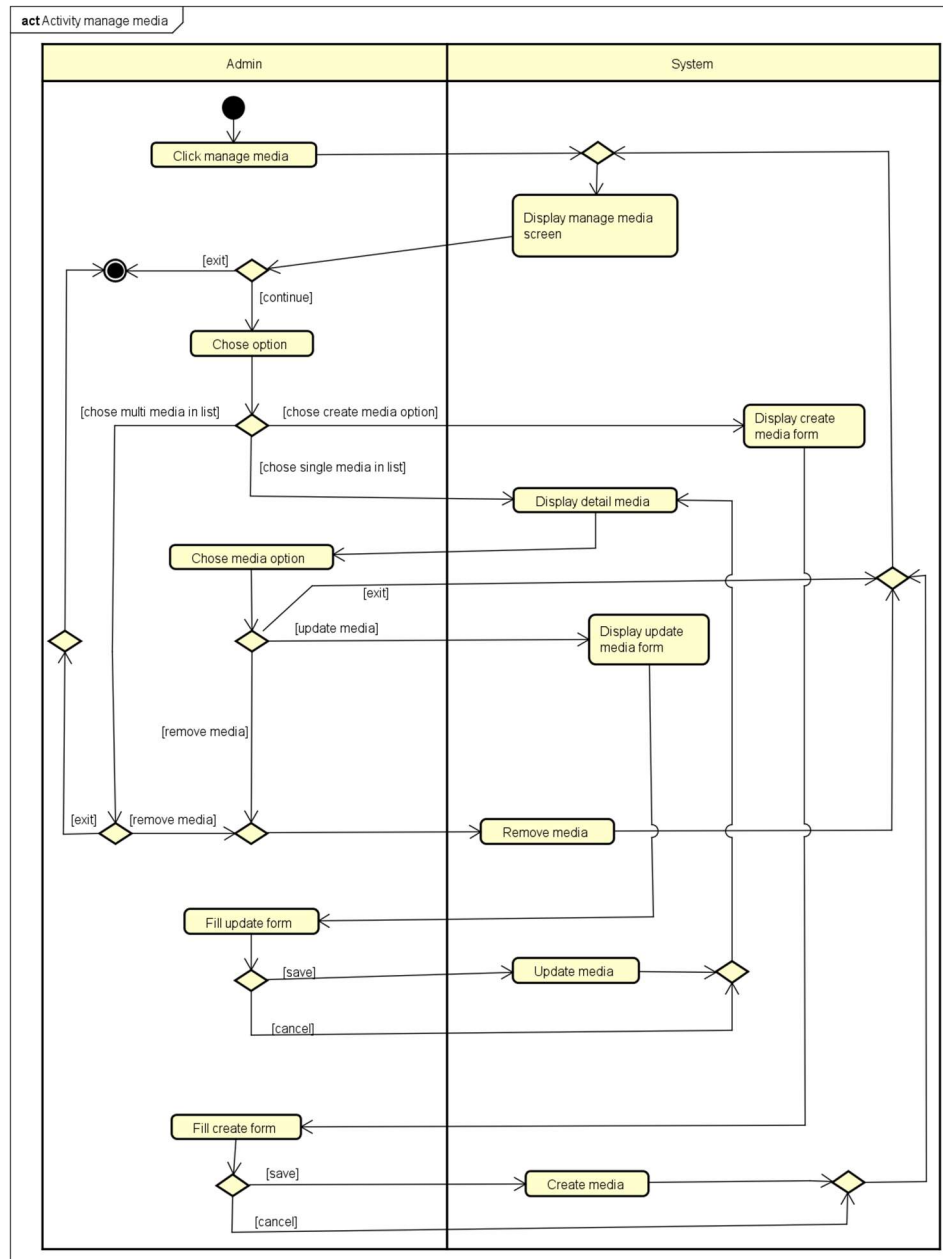 act Activity manage media
Admin
System
Click manage media
Display manage media
screen
[exit]
[continue]
Chose option
[chose multi media in list]
[chose create media option]
Display create
media form
[chose single media in list]
Display detail media
Chose media option
[exit]
[update media]
Display update
media form
[remove media]
[exit]
[remove media]
Remove media
Fill update form
[save]
Update media
[cancel]
Fill create form
[save]
Create media
[cancel]